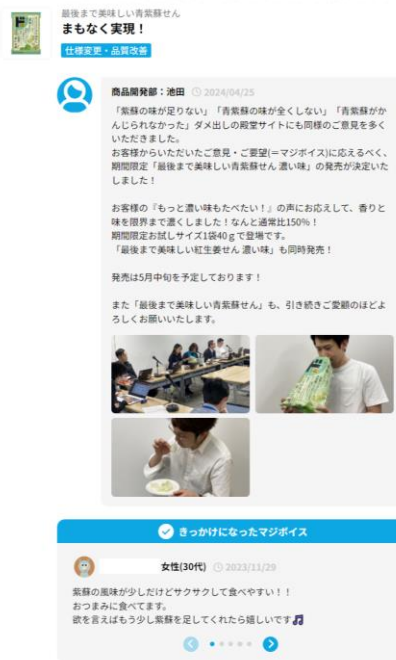 最後まで美味しい青紫蘇せん
まもなく実現！
仕様変更・品質改善
商品開発部：池田 2024/04/25
「紫蘇の味が足りない」「青紫蘇の味が全くしない」「青紫蘇がか
んじられなかった」ダメ出しの殿堂サイトにも同様のご意見を多く
いただきました。
お客様からいただいたご意見・ご要望(=マジボイス)に応えるべく、
期間限定「最後まで美味しい青紫蘇せん 濃い味」の発売が決定いた
しました！
お客様の『もっと濃い味もたべたい！』の声にお応えして、香りと
味を限界まで濃くしました！なんと通常比150%！
期間限定お試しサイズ1袋40ｇで登場です。
「最後まで美味しい紅生姜せん 濃い味」も同時発売！
発売は5月中旬を予定しております！
また「最後まで美味しい青紫蘇せん」も、引き続きご愛顧のほどよ
ろしくお願いいたします。
きっかけになったマジボイス
女性(30代) 2023/11/29
紫蘇の風味が少しだけどサクサクして食べやすい！！
おつまみに食べてます。
欲を言えばもう少し紫蘇を足してくれたら嬉しいです🎵